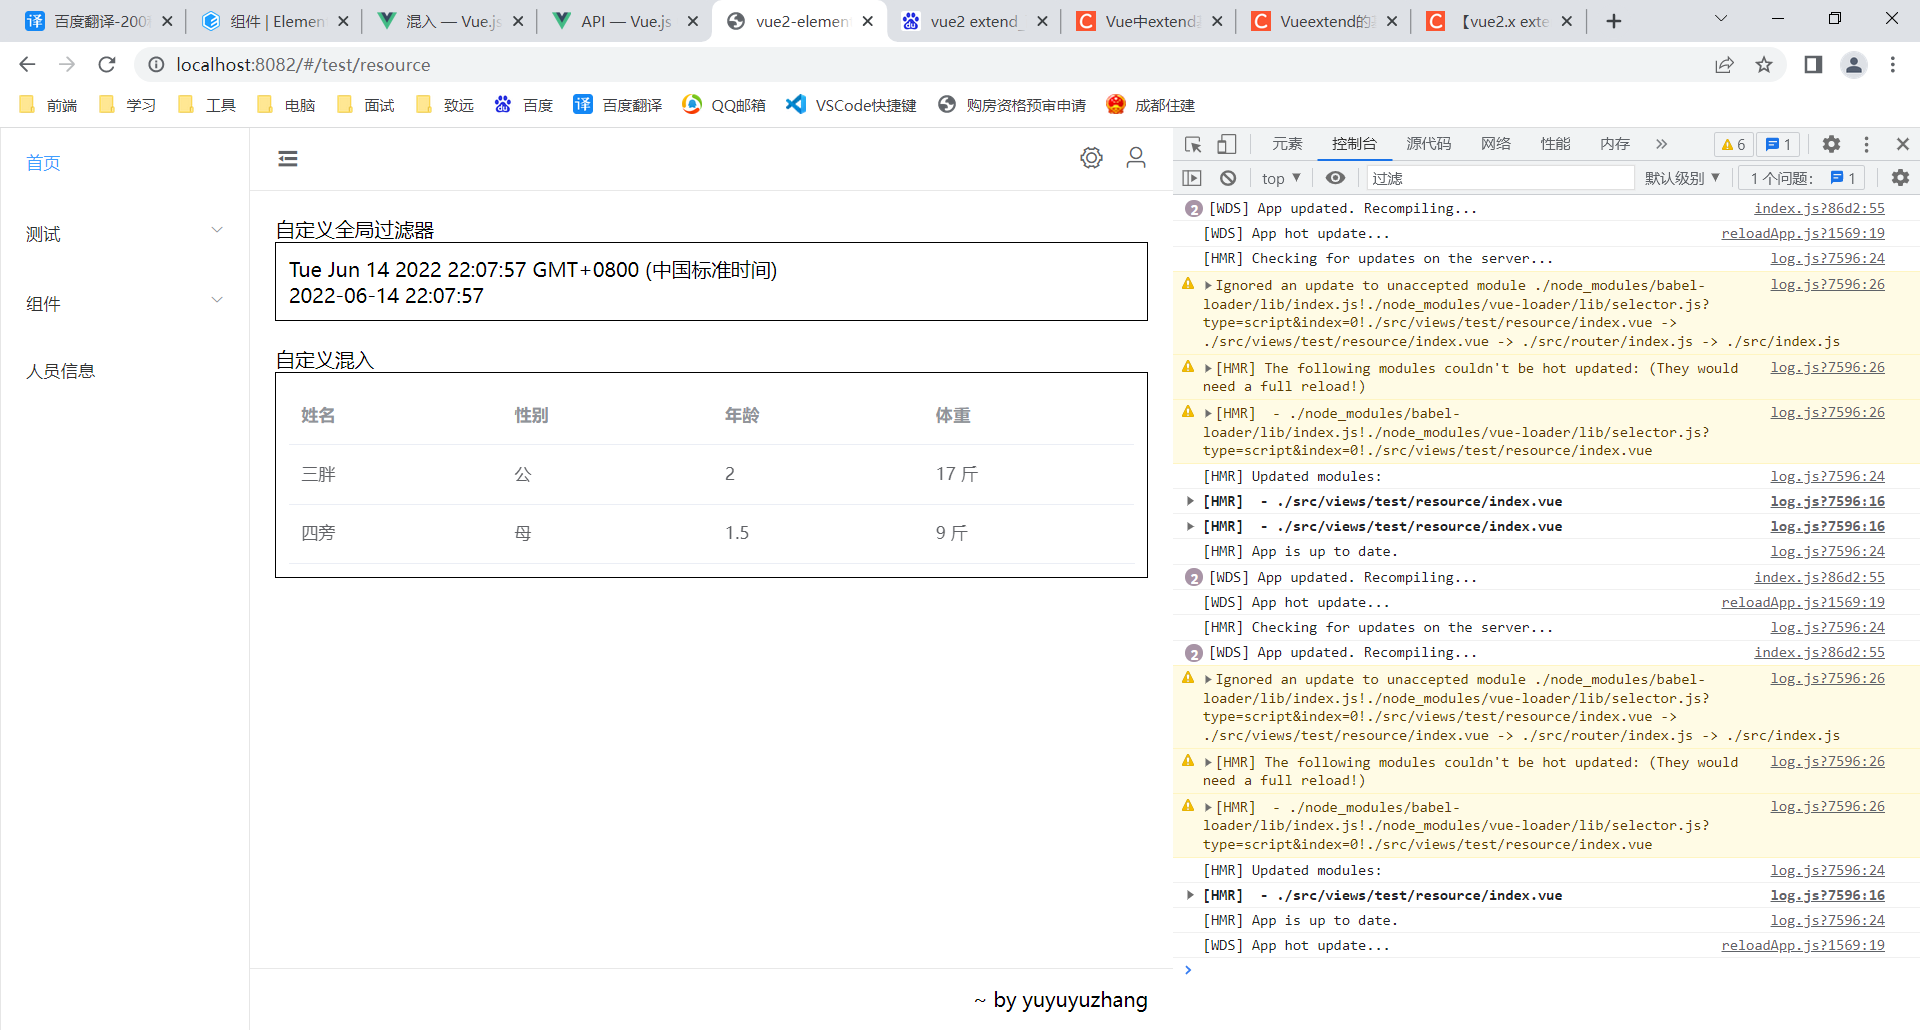 百度翻译-200
组件 | Elemen
混入 — Vue.js
API — Vue.js
vue2-elemen
vue2 extend_
Vue中extend
Vueextend的
【vue2.x exte
localhost:8082/#/test/resource
前端
学习
工具
电脑
面试
致远
百度
百度翻译
QQ邮箱
VSCode快捷键
购房资格预审申请
成都住建
首页
测试
组件
人员信息
自定义全局过滤器
Tue Jun 14 2022 22:07:57 GMT+0800 (中国标准时间)
2022-06-14 22:07:57
自定义混入
姓名 性别 年龄 体重
三胖 公 2 17 斤
四旁 母 1.5 9 斤
~ by yuyuyuzhang
元素 控制台 源代码 网络 性能 内存 » 6 1
top ▼ 过滤 默认级别 ▼ 1 个问题: 1
2 [WDS] App updated. Recompiling... index.js?86d2:55
[WDS] App hot update... reloadApp.js?1569:19
[HMR] Checking for updates on the server... log.js?7596:24
Ignored an update to unaccepted module ./node_modules/babel- log.js?7596:26
loader/lib/index.js!./node_modules/vue-loader/lib/selector.js?
type=script&index=0!./src/views/test/resource/index.vue ->
./src/views/test/resource/index.vue -> ./src/router/index.js -> ./src/index.js
[HMR] The following modules couldn't be hot updated: (They would log.js?7596:26
need a full reload!)
[HMR]  - ./node_modules/babel- log.js?7596:26
loader/lib/index.js!./node_modules/vue-loader/lib/selector.js?
type=script&index=0!./src/views/test/resource/index.vue
[HMR] Updated modules: log.js?7596:24
[HMR]  - ./src/views/test/resource/index.vue log.js?7596:16
[HMR]  - ./src/views/test/resource/index.vue log.js?7596:16
[HMR] App is up to date. log.js?7596:24
2 [WDS] App updated. Recompiling... index.js?86d2:55
[WDS] App hot update... reloadApp.js?1569:19
[HMR] Checking for updates on the server... log.js?7596:24
2 [WDS] App updated. Recompiling... index.js?86d2:55
Ignored an update to unaccepted module ./node_modules/babel- log.js?7596:26
loader/lib/index.js!./node_modules/vue-loader/lib/selector.js?
type=script&index=0!./src/views/test/resource/index.vue ->
./src/views/test/resource/index.vue -> ./src/router/index.js -> ./src/index.js
[HMR] The following modules couldn't be hot updated: (They would log.js?7596:26
need a full reload!)
[HMR]  - ./node_modules/babel- log.js?7596:26
loader/lib/index.js!./node_modules/vue-loader/lib/selector.js?
type=script&index=0!./src/views/test/resource/index.vue
[HMR] Updated modules: log.js?7596:24
[HMR]  - ./src/views/test/resource/index.vue log.js?7596:16
[HMR] App is up to date. log.js?7596:24
[WDS] App hot update... reloadApp.js?1569:19